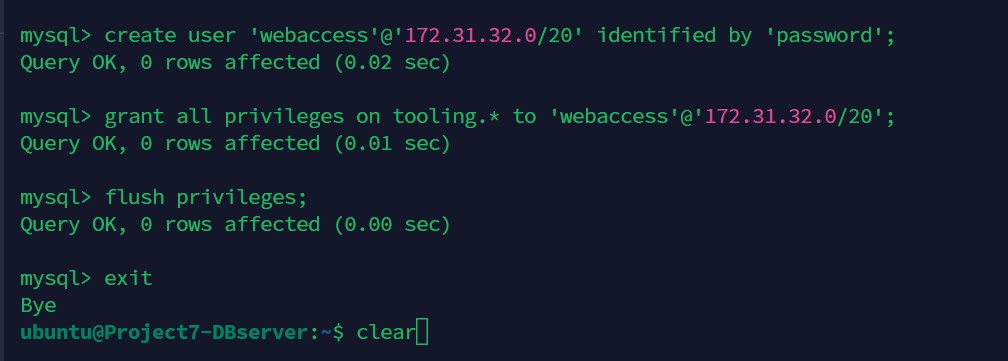 mysql> create user 'webaccess'@'172.31.32.0/20' identified by 'password';
Query OK, 0 rows affected (0.02 sec)
mysql> grant all privileges on tooling.* to 'webaccess'@'172.31.32.0/20';
Query OK, 0 rows affected (0.01 sec)
mysql> flush privileges;
Query OK, 0 rows affected (0.00 sec)
mysql> exit
Bye
ubuntu@Project7-DBserver:~$ clear